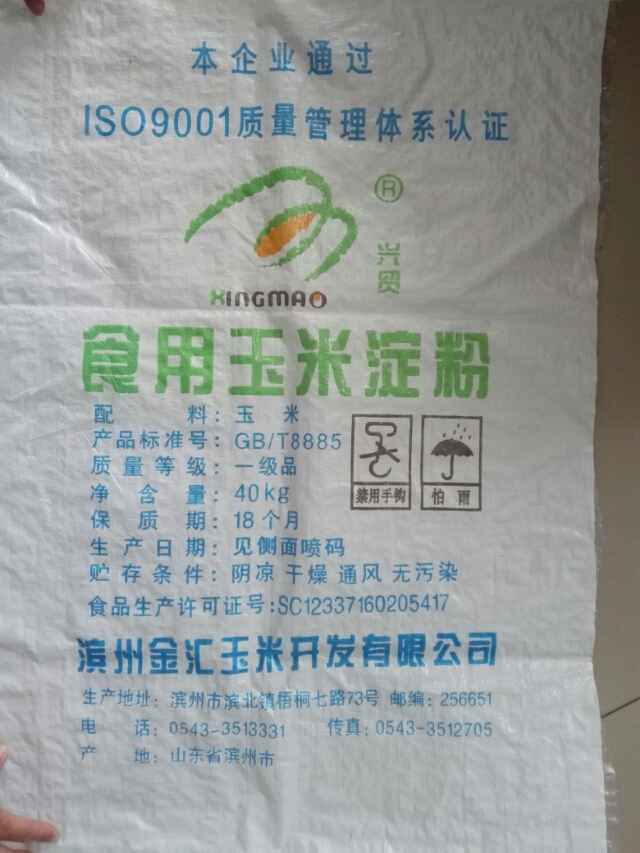 本企业通过
ISO9001质量管理体系认证
®
兴贸
XINGMAO
食用玉米淀粉
配料：玉米
产品标准号：GB/T8885
质量等级：一级品
净含量：40kg
保质期：18个月
生产日期：见侧面喷码
贮存条件：阴凉 干燥 通风 无污染
禁用手钩
怕雨
食品生产许可证号：SC12337160205417
滨州金汇玉米开发有限公司
生产地址：滨州市滨北镇梧桐七路73号 邮编：256651
电话：0543-3513331 传真：0543-3512705
产地：山东省滨州市